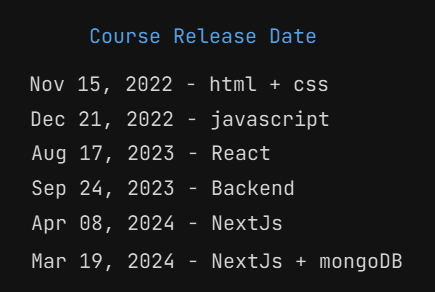 Course Release Date
Nov 15, 2022 - html + css
Dec 21, 2022 - javascript
Aug 17, 2023 - React
Sep 24, 2023 - Backend
Apr 08, 2024 - NextJs
Mar 19, 2024 - NextJs + mongoDB